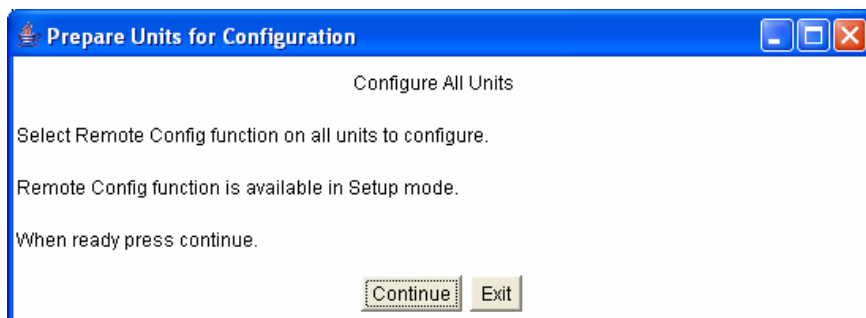 Prepare Units for Configuration
Configure All Units
Select Remote Config function on all units to configure.
Remote Config function is available in Setup mode.
When ready press continue.
Continue Exit